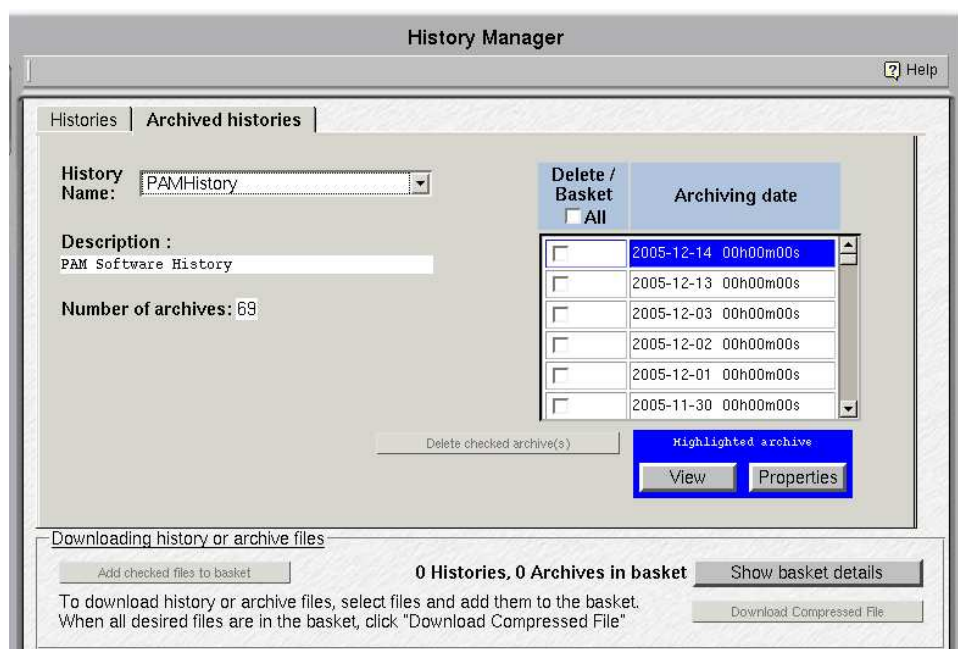 History Manager
Help
Histories
Archived histories
History Name:
PAMHistory
Description :
PAM Software History
Number of archives: 69
Delete / Basket
All
Archiving date
2005-12-14 00h00m00s
2005-12-13 00h00m00s
2005-12-03 00h00m00s
2005-12-02 00h00m00s
2005-12-01 00h00m00s
2005-11-30 00h00m00s
Delete checked archive(s)
Highlighted archive
View
Properties
Downloading history or archive files
Add checked files to basket
0 Histories, 0 Archives in basket
Show basket details
To download history or archive files, select files and add them to the basket.
When all desired files are in the basket, click "Download Compressed File"
Download Compressed File